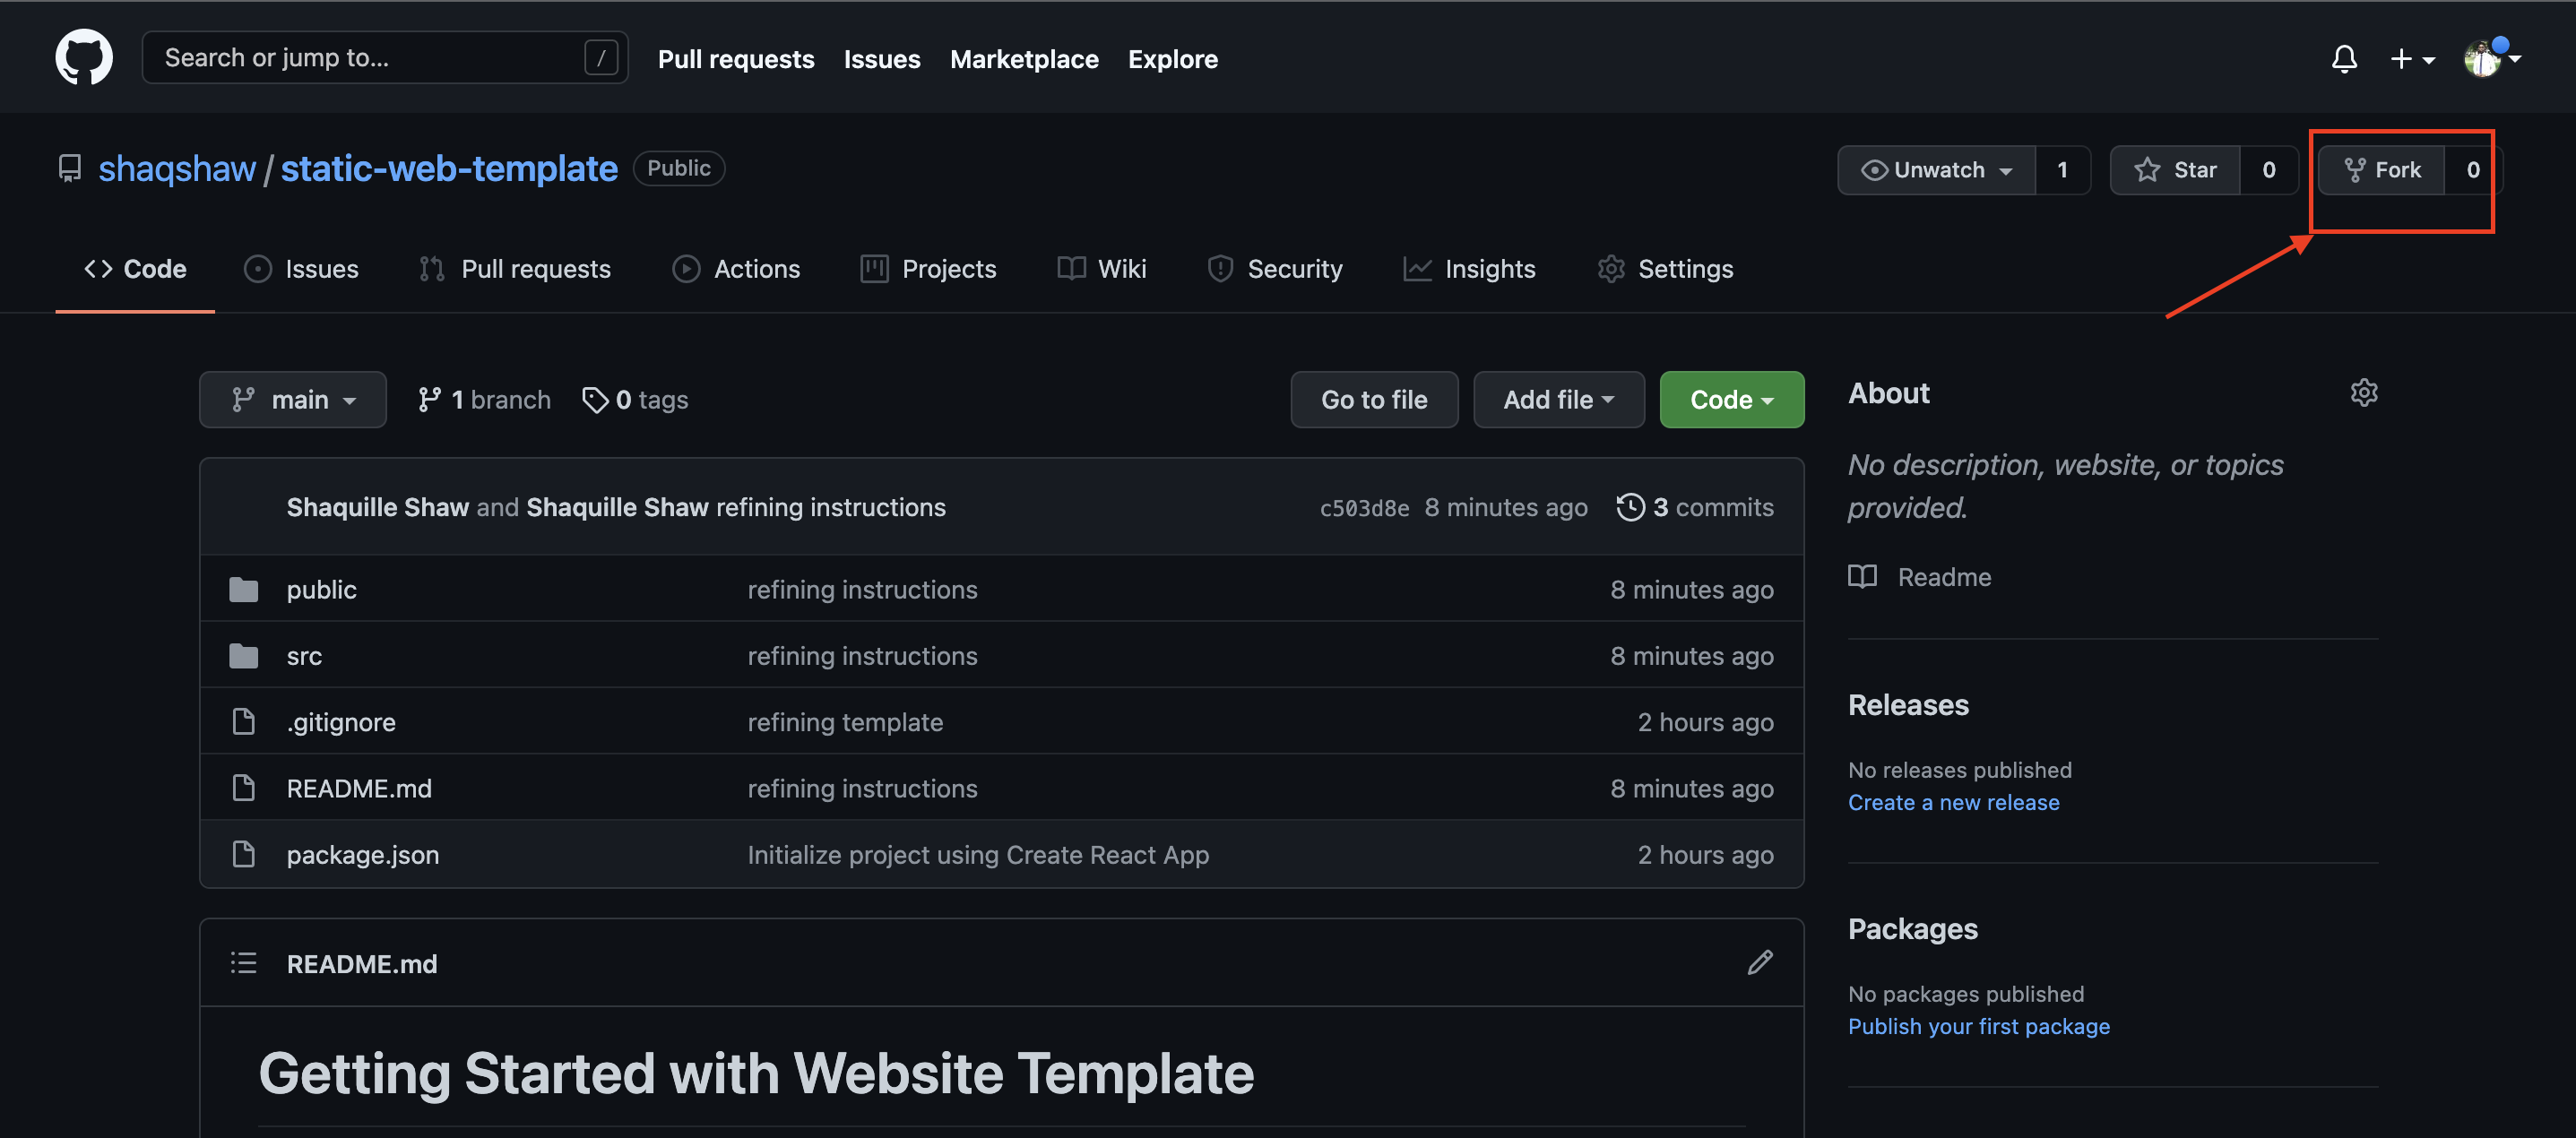 Search or jump to... / Pull requests Issues Marketplace Explore
shaqshaw / static-web-template Public Unwatch 1 Star 0 Fork 0
Code Issues Pull requests Actions Projects Wiki Security Insights Settings
main 1 branch 0 tags Go to file Add file Code
Shaquille Shaw and Shaquille Shaw refining instructions c503d8e 8 minutes ago 3 commits
public refining instructions 8 minutes ago
src refining instructions 8 minutes ago
.gitignore refining template 2 hours ago
README.md refining instructions 8 minutes ago
package.json Initialize project using Create React App 2 hours ago
README.md
Getting Started with Website Template
About
No description, website, or topics
provided.
Readme
Releases
No releases published
Create a new release
Packages
No packages published
Publish your first package